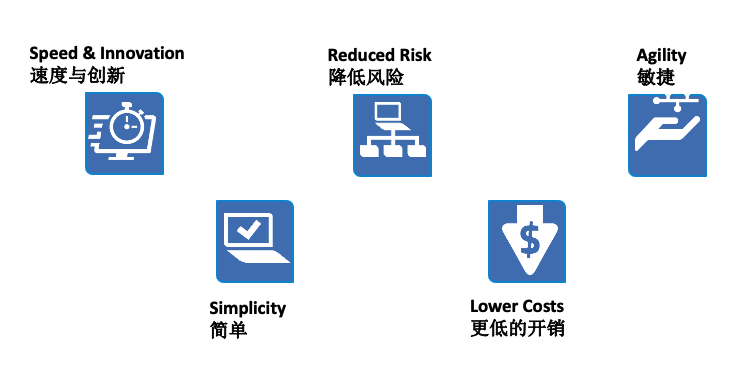 Speed & Innovation
速度与创新
Reduced Risk
降低风险
Agility
敏捷
$
Simplicity
简单
Lower Costs
更低的开销